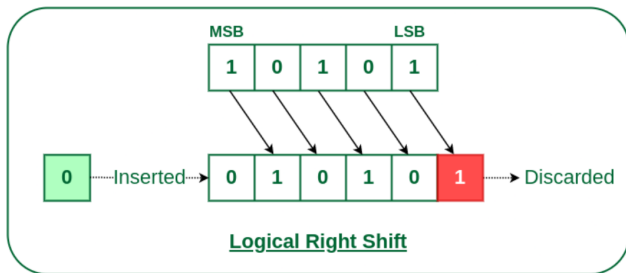 MSB LSB
1 0 1 0 1
0 Inserted 0 1 0 1 0 1 Discarded
Logical Right Shift